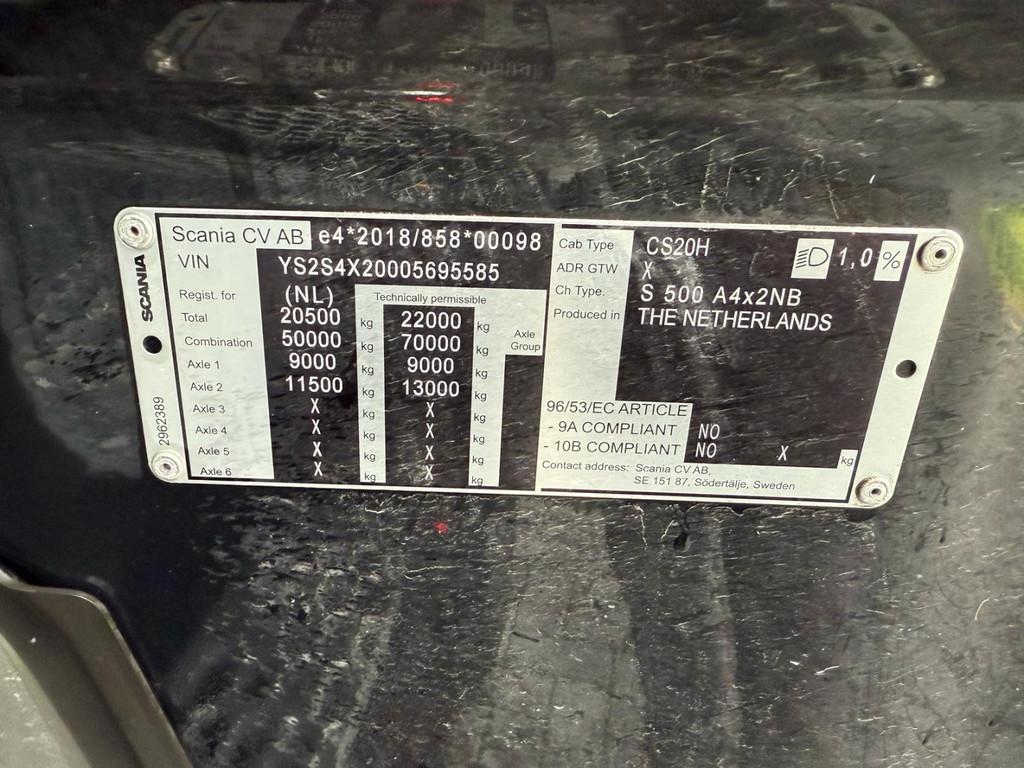 SCANIA
2962389
Scania CV AB e4*2018/858*00098
VIN YS2S4X20005695585
Regist. for (NL) Technically permissible
Total 20500 kg 22000 kg
Combination 50000 kg 70000 kg Axle Group
Axle 1 9000 kg 9000 kg
Axle 2 11500 kg 13000 kg
Axle 3 X kg X kg
Axle 4 X kg X kg
Axle 5 X kg X kg
Axle 6 X kg X kg
Cab Type CS20H 1,0 %
ADR GTW X
Ch Type. S 500 A4x2NB
Produced in THE NETHERLANDS
96/53/EC ARTICLE
- 9A COMPLIANT NO
- 10B COMPLIANT NO X kg
Contact address: Scania CV AB,
SE 151 87, Södertälje, Sweden